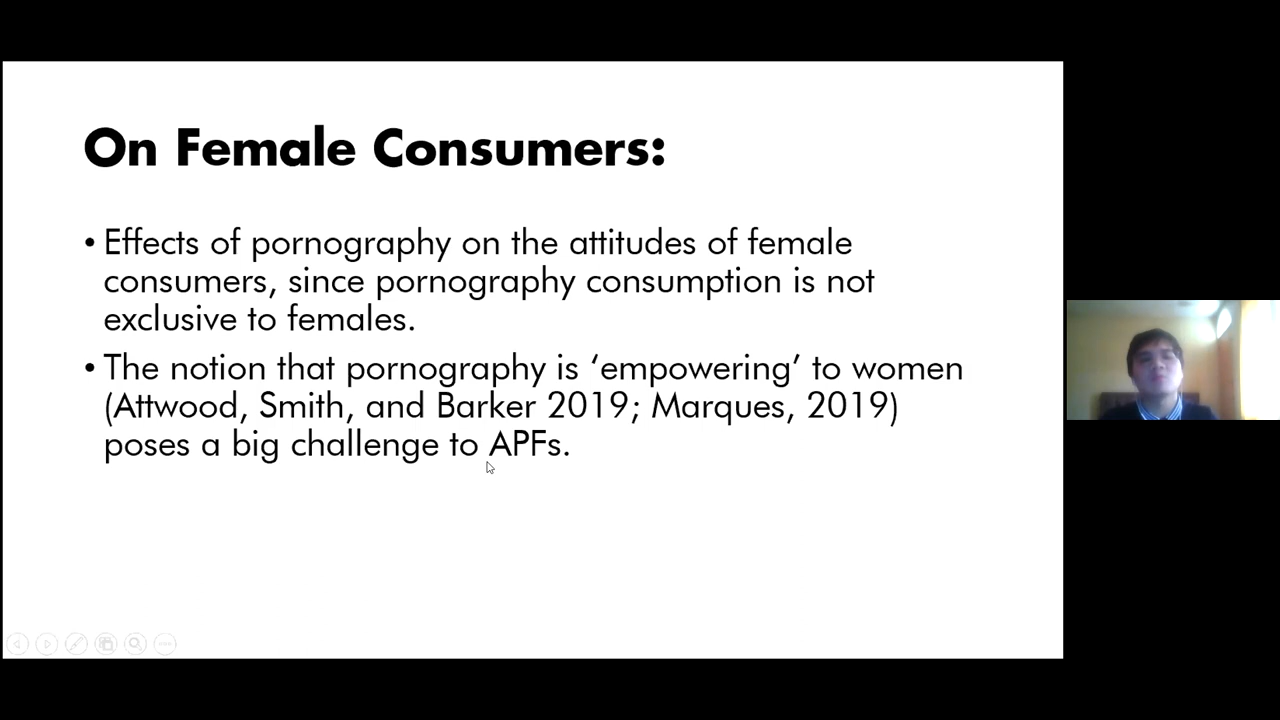 On Female Consumers:
• Effects of pornography on the attitudes of female
consumers, since pornography consumption is not
exclusive to females.
• The notion that pornography is ‘empowering’ to women
(Attwood, Smith, and Barker 2019; Marques, 2019)
poses a big challenge to APFs.